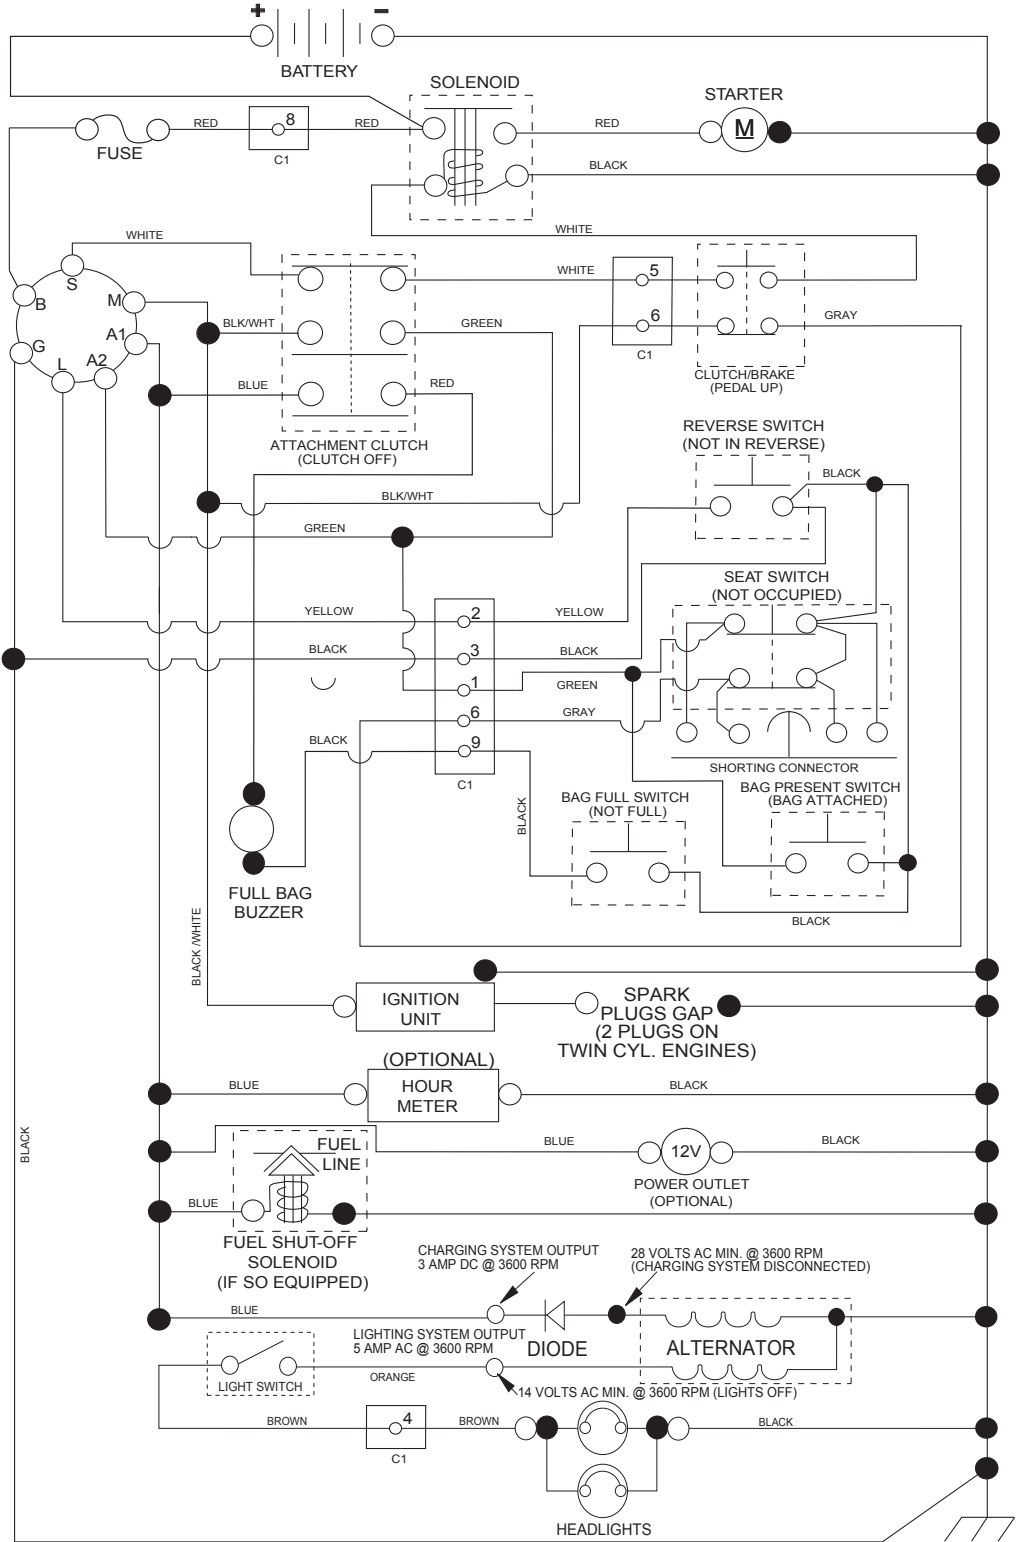 + -
BATTERY
SOLENOID
STARTER
RED
8
RED
RED
M
FUSE
C1
BLACK
WHITE
WHITE
S
WHITE
5
B
M
BLK/WHT
GREEN
6
GRAY
A1
G
C1
L
A2
BLUE
RED
CLUTCH/BRAKE
(PEDAL UP)
ATTACHMENT CLUTCH
(CLUTCH OFF)
REVERSE SWITCH
(NOT IN REVERSE)
BLACK
BLK/WHT
GREEN
SEAT SWITCH
(NOT OCCUPIED)
YELLOW
2
YELLOW
BLACK
3
BLACK
1
GREEN
6
GRAY
BLACK
9
C1
SHORTING CONNECTOR
BAG PRESENT SWITCH
(BAG ATTACHED)
BAG FULL SWITCH
(NOT FULL)
BLACK
FULL BAG
BUZZER
BLACK
BLACK /WHITE
IGNITION
UNIT
SPARK
PLUGS GAP
(2 PLUGS ON
TWIN CYL. ENGINES)
(OPTIONAL)
BLUE
HOUR
METER
BLACK
BLACK
FUEL
LINE
BLUE
12V
BLACK
POWER OUTLET
(OPTIONAL)
BLUE
FUEL SHUT-OFF
SOLENOID
(IF SO EQUIPPED)
CHARGING SYSTEM OUTPUT
3 AMP DC @ 3600 RPM
28 VOLTS AC MIN. @ 3600 RPM
(CHARGING SYSTEM DISCONNECTED)
BLUE
LIGHTING SYSTEM OUTPUT
5 AMP AC @ 3600 RPM
DIODE
ALTERNATOR
LIGHT SWITCH
ORANGE
14 VOLTS AC MIN. @ 3600 RPM (LIGHTS OFF)
BROWN
4
BROWN
BLACK
C1
HEADLIGHTS